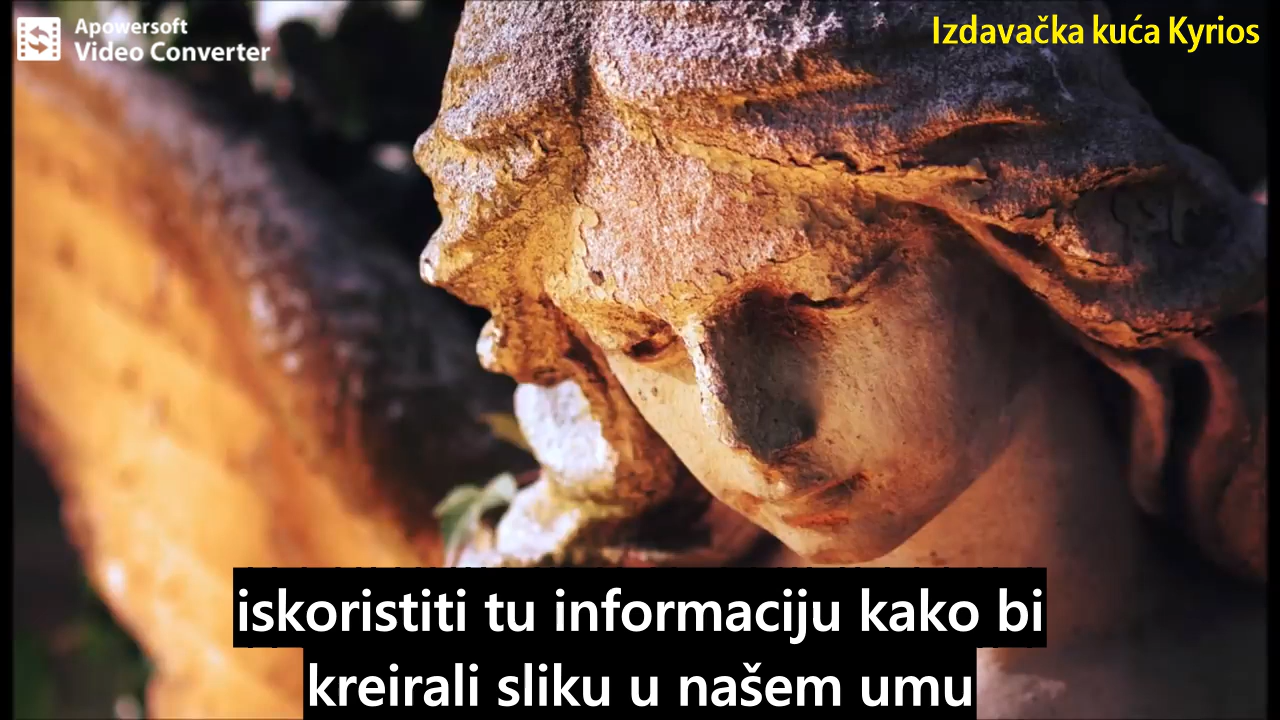 Apowersoft
Video Converter
Izdavačka kuća Kyrios
iskoristiti tu informaciju kako bi
kreirali sliku u našem umu